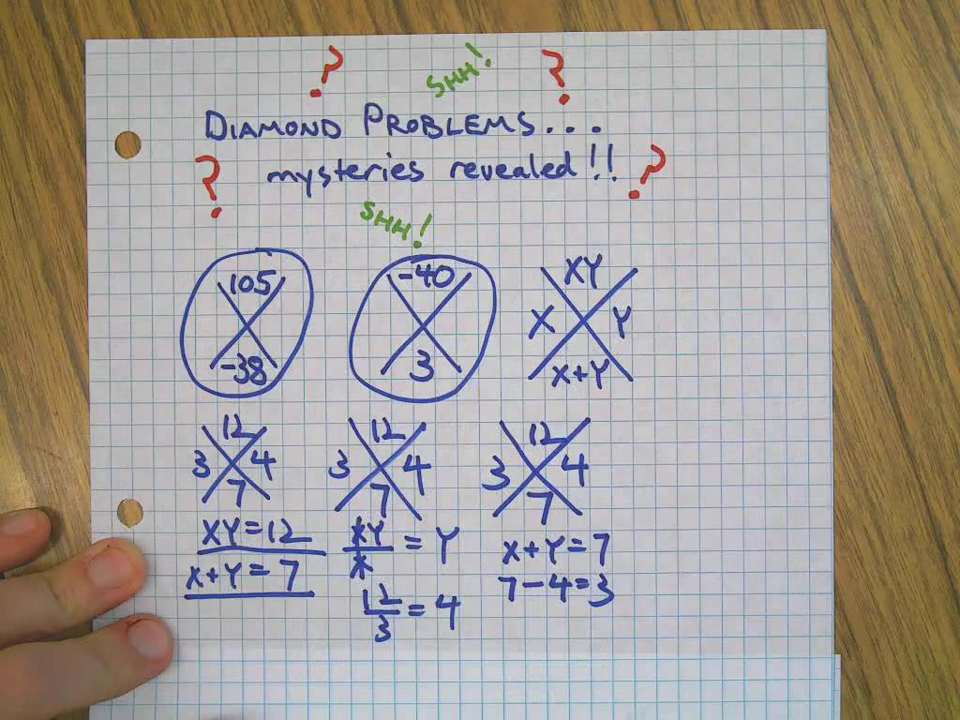 ? SHH! ?
DIAMOND PROBLEMS...
? mysteries revealed!! ?
SHH!
105 -40 XY
X Y
-38 3 X+Y
12 12 12
3 4 3 4 3 4
7 7 7
XY=12
X+Y=7
XY/X = Y
12/3 = 4
X+Y=7
7-4=3